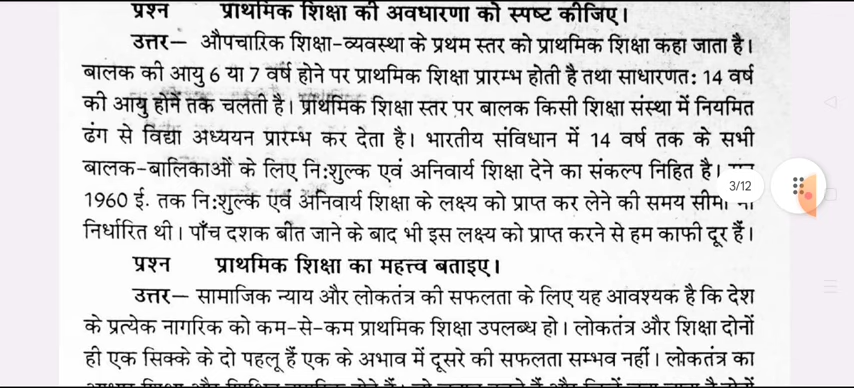 प्रश्न प्राथमिक शिक्षा की अवधारणा को स्पष्ट कीजिए।
उत्तर— औपचारिक शिक्षा-व्यवस्था के प्रथम स्तर को प्राथमिक शिक्षा कहा जाता है।
बालक की आयु 6 या 7 वर्ष होने पर प्राथमिक शिक्षा प्रारम्भ होती है तथा साधारणत: 14 वर्ष
की आयु होने तक चलती है। प्राथमिक शिक्षा स्तर पर बालक किसी शिक्षा संस्था में नियमित
ढंग से विद्या अध्ययन प्रारम्भ कर देता है। भारतीय संविधान में 14 वर्ष तक के सभी
बालक-बालिकाओं के लिए नि:शुल्क एवं अनिवार्य शिक्षा देने का संकल्प निहित है।
3/12
1960 ई. तक नि:शुल्क एवं अनिवार्य शिक्षा के लक्ष्य को प्राप्त कर लेने की समय सीमा
निर्धारित थी। पाँच दशक बीत जाने के बाद भी इस लक्ष्य को प्राप्त करने से हम काफी दूर हैं।
प्रश्न प्राथमिक शिक्षा का महत्त्व बताइए।
उत्तर— सामाजिक न्याय और लोकतंत्र की सफलता के लिए यह आवश्यक है कि देश
के प्रत्येक नागरिक को कम-से-कम प्राथमिक शिक्षा उपलब्ध हो। लोकतंत्र और शिक्षा दोनों
ही एक सिक्के के दो पहलू हैं एक के अभाव में दूसरे की सफलता सम्भव नहीं। लोकतंत्र का